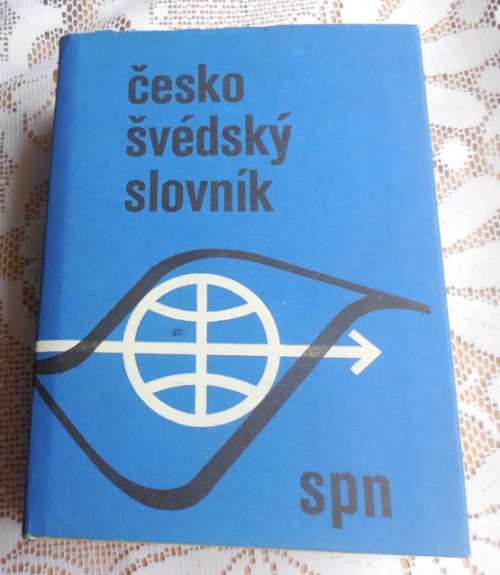 česko
švédský
slovník
spn